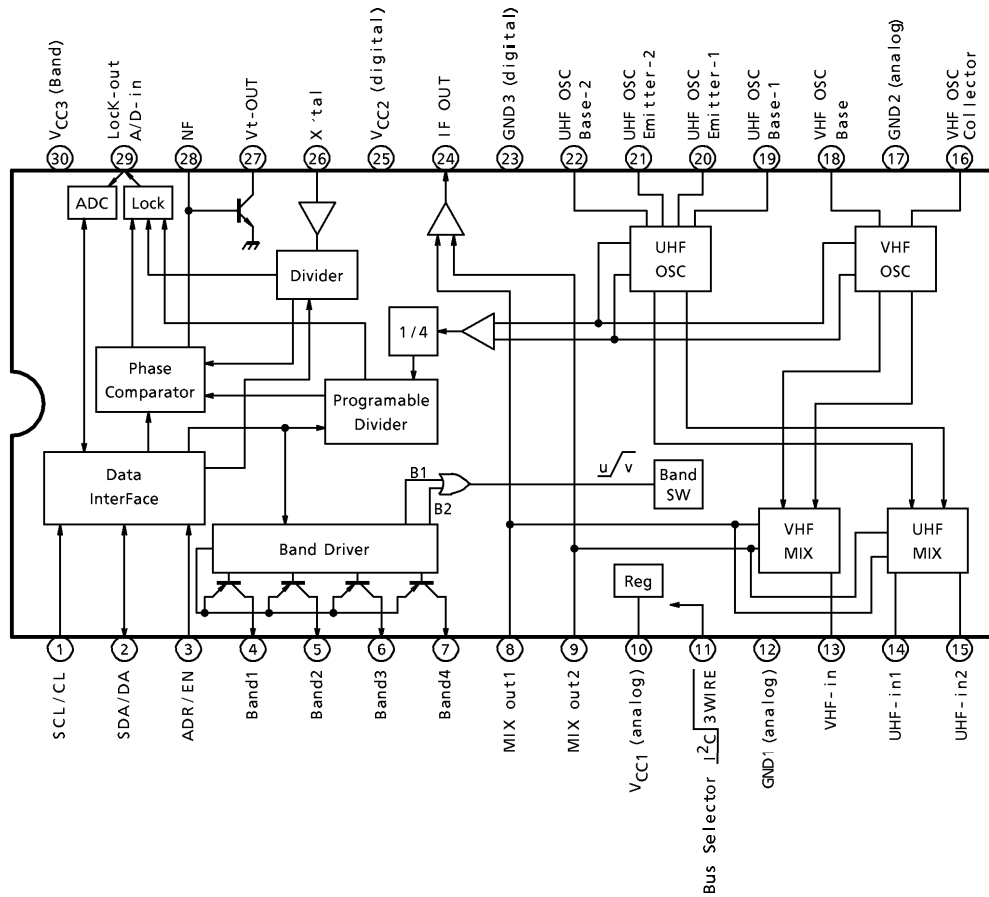 VCC3 (Band)
LocK-out
A/D-in
NF
Vt-OUT
X'tal
VCC2 (digital)
IF OUT
GND3 (digital)
UHF OSC
Base-2
UHF OSC
Emitter-2
UHF OSC
Emitter-1
UHF OSC
Base-1
VHF OSC
Base
GND2 (analog)
VHF OSC
Collector
30
29
28
27
26
25
24
23
22
21
20
19
18
17
16
ADC
Lock
UHF
OSC
VHF
OSC
Divider
1/4
Phase
Comparator
Programable
Divider
Data
InterFace
B1
B2
u/v
Band
SW
Band Driver
VHF
MIX
UHF
MIX
Reg
1
2
3
4
5
6
7
8
9
10
11
12
13
14
15
SCL/CL
SDA/DA
ADR/EN
Band1
Band2
Band3
Band4
MIX out1
MIX out2
VCC1 (analog)
Bus Selector I²C 3WIRE
GND1 (analog)
VHF-in
UHF-in1
UHF-in2